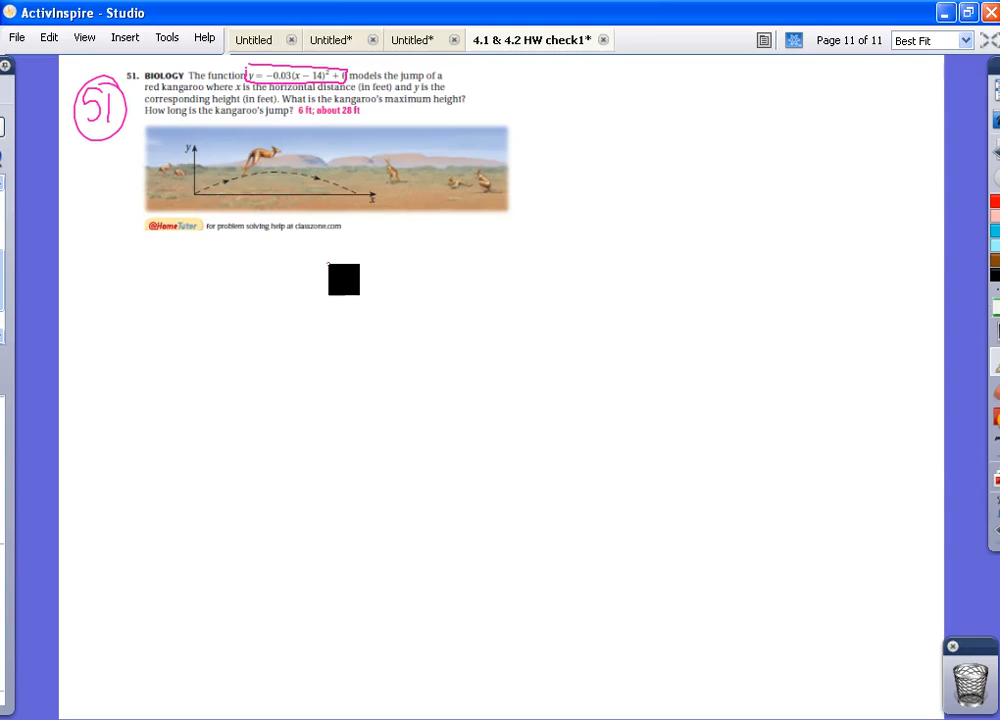 ActivInspire - Studio
File Edit View Insert Tools Help Untitled Untitled* Untitled* 4.1 & 4.2 HW check1* Page 11 of 11 Best Fit
51
51. BIOLOGY The function y = −0.03(x − 14)² + models the jump of a
red kangaroo where x is the horizontal distance (in feet) and y is the
corresponding height (in feet). What is the kangaroo's maximum height?
How long is the kangaroo's jump? 6 ft; about 28 ft
y
x
@HomeTutor for problem solving help at classzone.com